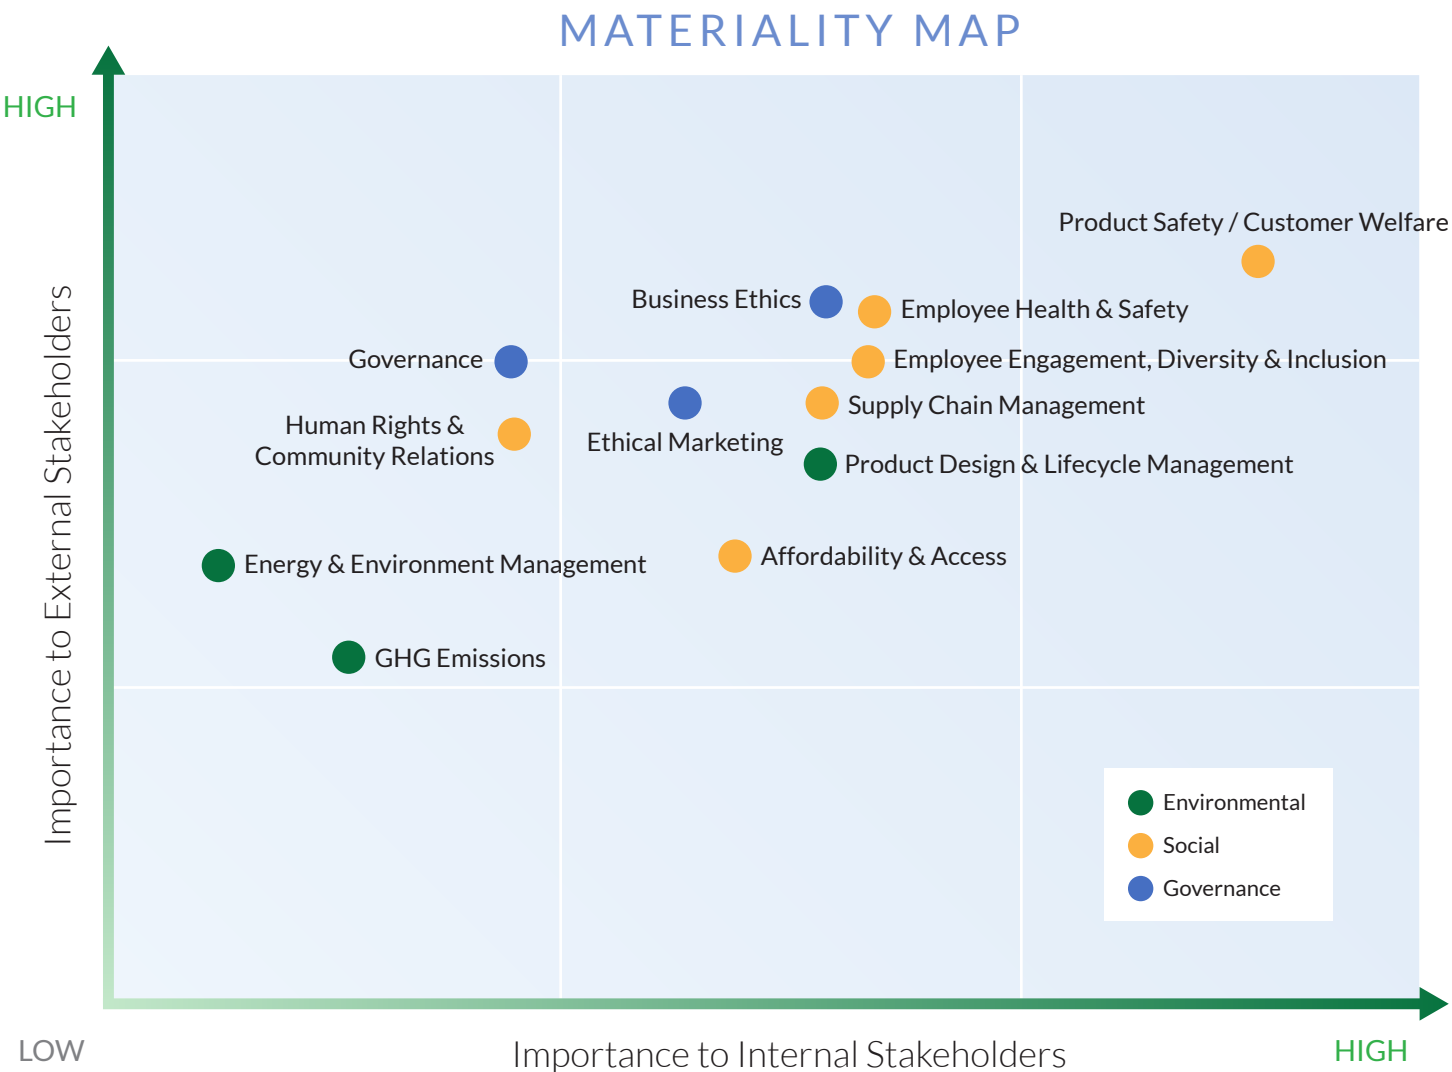 MATERIALITY MAP
HIGH
Importance to External Stakeholders
Product Safety / Customer Welfare
Business Ethics
Employee Health & Safety
Governance
Employee Engagement, Diversity & Inclusion
Human Rights &
Community Relations
Ethical Marketing
Supply Chain Management
Product Design & Lifecycle Management
Energy & Environment Management
Affordability & Access
GHG Emissions
Environmental
Social
Governance
LOW
Importance to Internal Stakeholders
HIGH